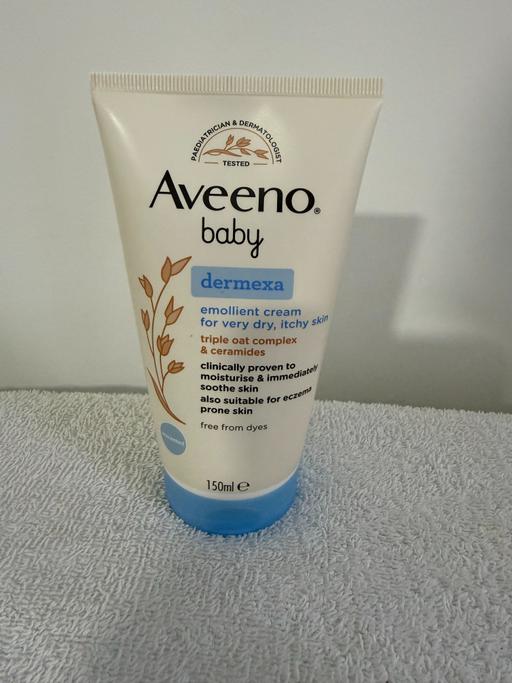 PAEDIATRICIAN & DERMATOLOGIST
TESTED
Aveeno®
baby
dermexa
emollient cream
for very dry, itchy skin
triple oat complex
& ceramides
clinically proven to
moisturise & immediately
soothe skin
also suitable for eczema
prone skin
free from dyes
unscented
150ml ℮